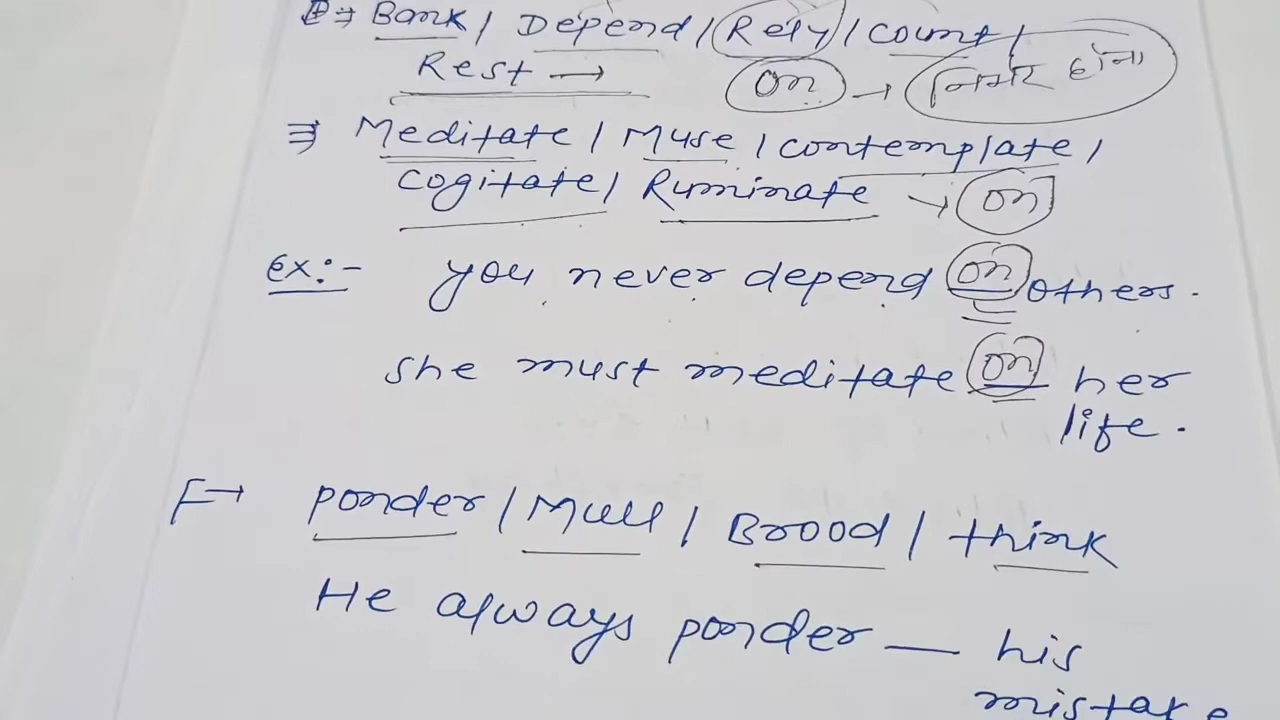 E ⇒ Bank / Depend / Rely / count /
Rest → on → निर्भर होना
⇒ Meditate / Muse / contemplate /
cogitate / Ruminate → on
Ex:- you never depend on others.
she must meditate on her
life.
F→ ponder / Mull / Brood / think
He always ponder — his
mistake